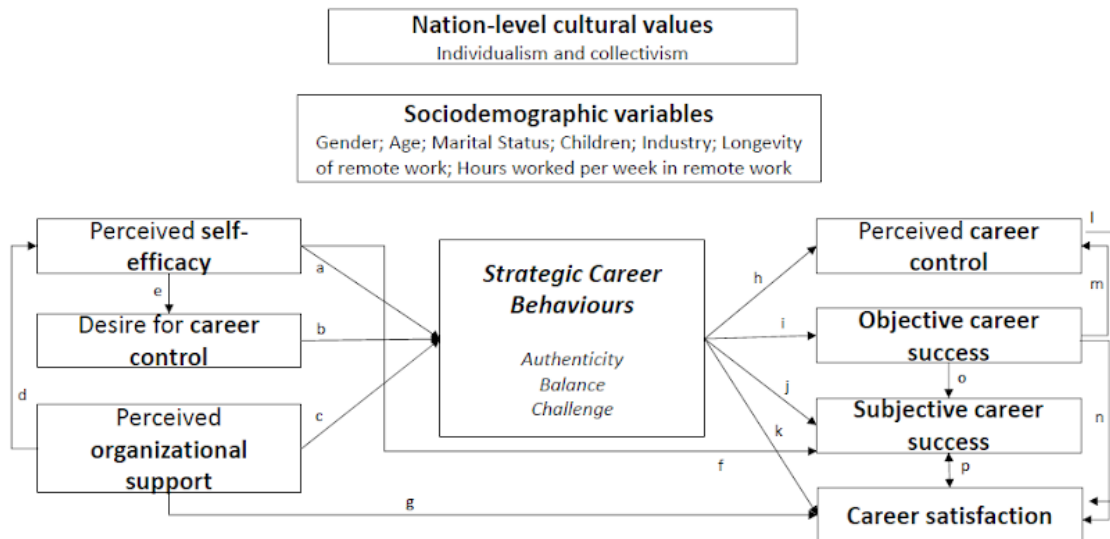 Nation-level cultural values
Individualism and collectivism
Sociodemographic variables
Gender; Age; Marital Status; Children; Industry; Longevity
of remote work; Hours worked per week in remote work
Perceived self-
efficacy
a
e
Desire for career
control
b
d
Perceived
organizational
support
c
g
f
Strategic Career
Behaviours
Authenticity
Balance
Challenge
h
i
j
k
Perceived career
control
l
m
Objective career
success
o
n
Subjective career
success
p
Career satisfaction